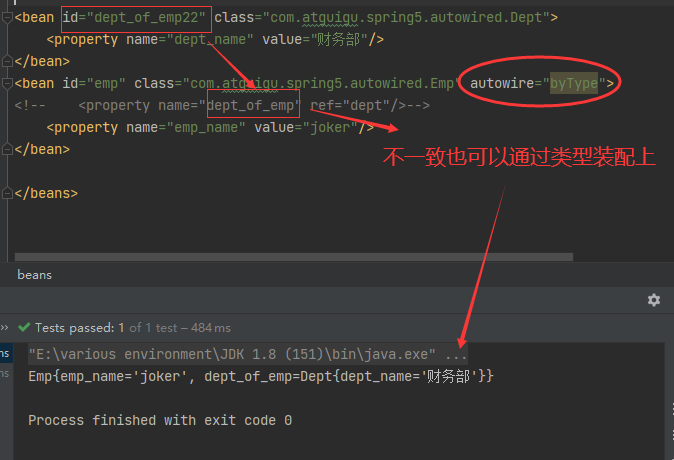 <bean id="dept_of_emp22" class="com.atguigu.spring5.autowired.Dept">
<property name="dept_name" value="财务部"/>
</bean>
<bean id="emp" class="com.atguigu.spring5.autowired.Emp" autowire="byType">
<!-- <property name="dept_of_emp" ref="dept"/>-->
<property name="emp_name" value="joker"/>
</bean>
不一致也可以通过类型装配上
</beans>
beans
Tests passed: 1 of 1 test – 484 ms
"E:\various environment\JDK 1.8 (151)\bin\java.exe" ...
Emp{emp_name='joker', dept_of_emp=Dept{dept_name='财务部'}}
Process finished with exit code 0